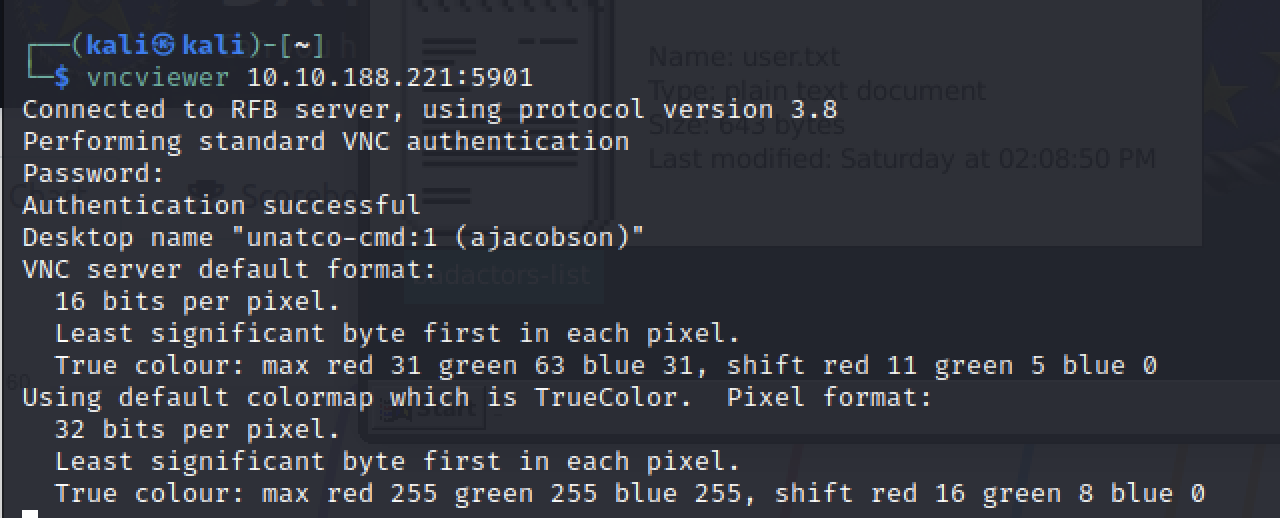 ┌──(kali㉿kali)-[~]
└─$ vncviewer 10.10.188.221:5901
Connected to RFB server, using protocol version 3.8
Performing standard VNC authentication
Password:
Authentication successful
Desktop name "unatco-cmd:1 (ajacobson)"
VNC server default format:
  16 bits per pixel.
  Least significant byte first in each pixel.
  True colour: max red 31 green 63 blue 31, shift red 11 green 5 blue 0
Using default colormap which is TrueColor.  Pixel format:
  32 bits per pixel.
  Least significant byte first in each pixel.
  True colour: max red 255 green 255 blue 255, shift red 16 green 8 blue 0
Name: user.txt
Type: plain text document
Size: 643 bytes
Last modified: Saturday at 02:08:50 PM
badactors-list
Start